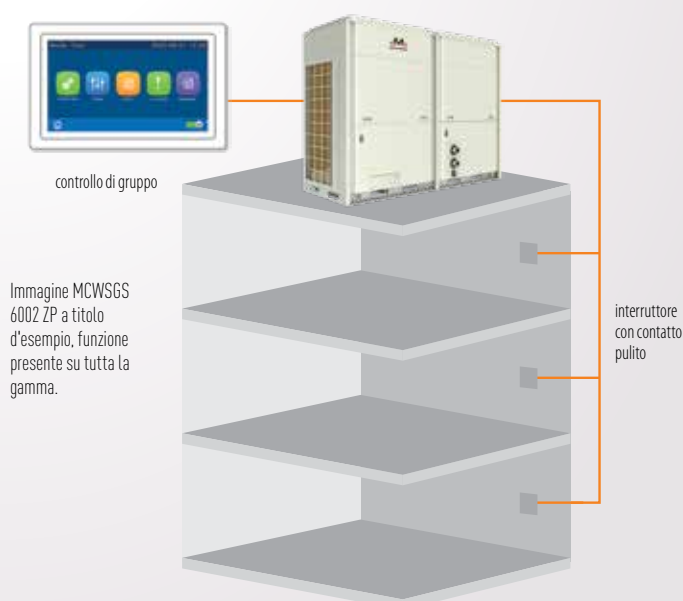 controllo di gruppo
Immagine MCWSGS
6002 ZP a titolo
d'esempio, funzione
presente su tutta la
gamma.
interruttore
con contatto
pulito